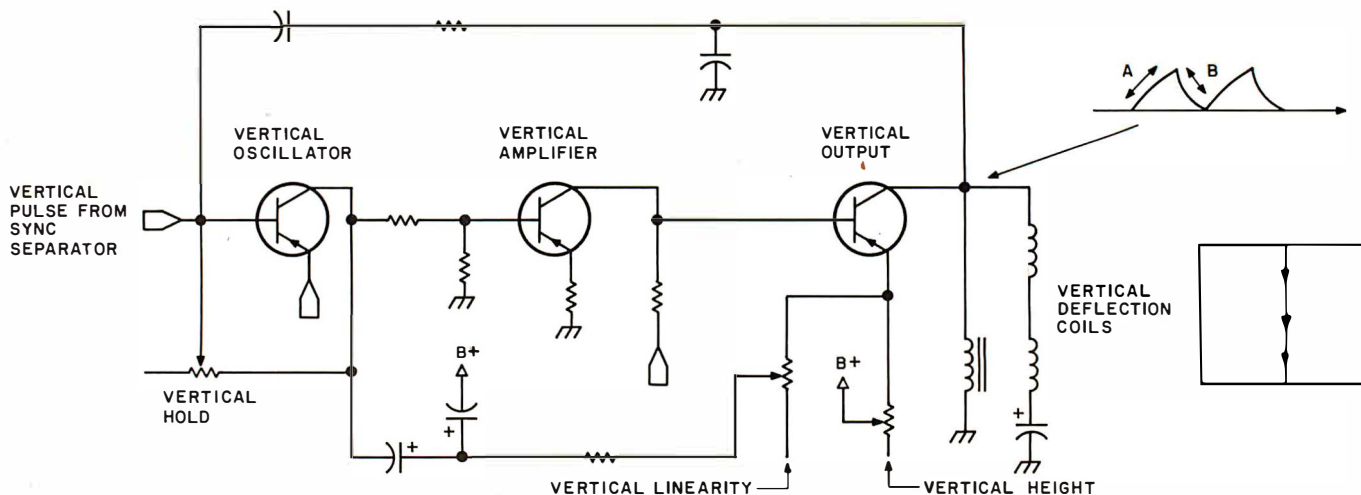 A
B
VERTICAL
OSCILLATOR
VERTICAL
AMPLIFIER
VERTICAL
OUTPUT
VERTICAL
PULSE FROM
SYNC
SEPARATOR
VERTICAL
DEFLECTION
COILS
B+
B+
VERTICAL
HOLD
+
+
+
VERTICAL LINEARITY
VERTICAL HEIGHT